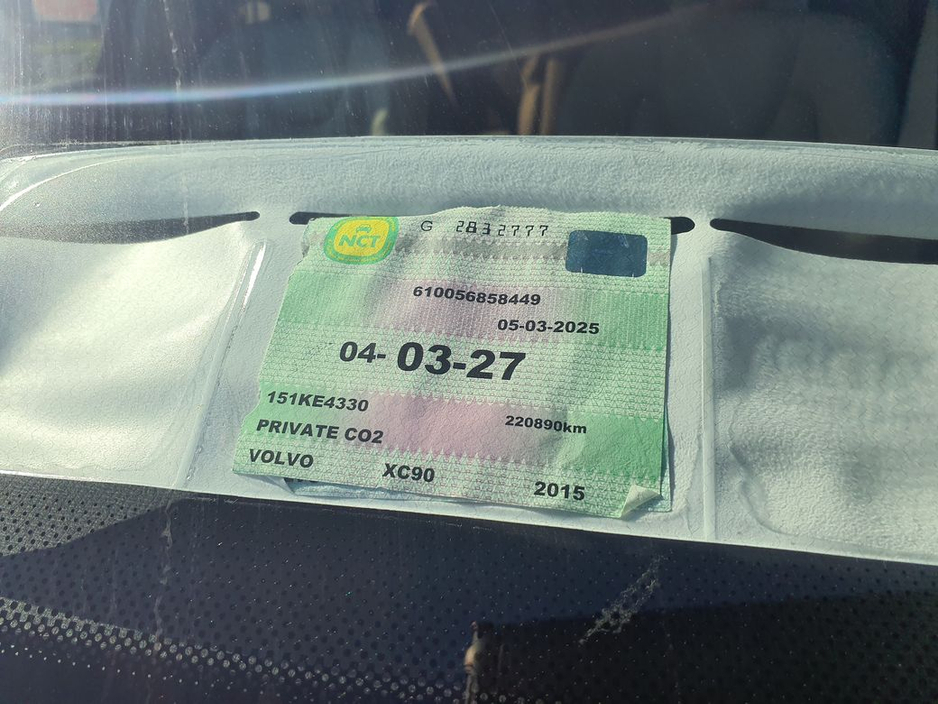 NCT G 2832777
610056858449
05-03-2025
04-03-27
151KE4330 220890km
PRIVATE CO2
VOLVO XC90 2015